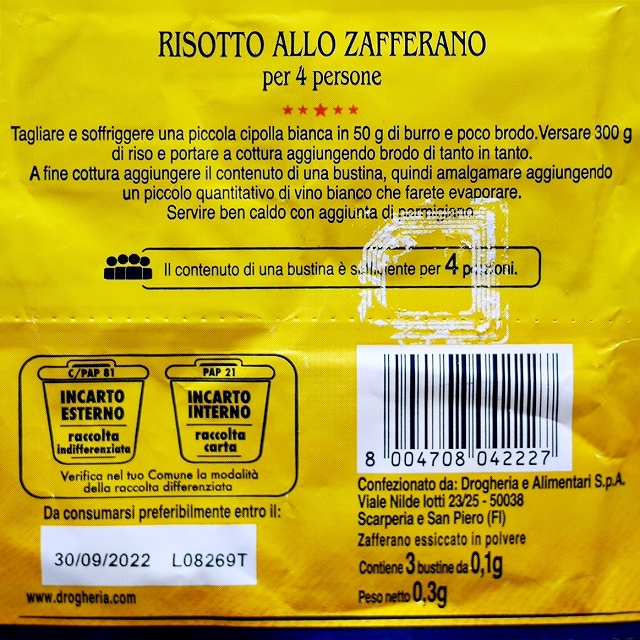 RISOTTO ALLO ZAFFERANO
per 4 persone
Tagliare e soffriggere una piccola cipolla bianca in 50 g di burro e poco brodo.Versare 300 g
di riso e portare a cottura aggiungendo brodo di tanto in tanto.
A fine cottura aggiungere il contenuto di una bustina, quindi amalgamare aggiungendo
un piccolo quantitativo di vino bianco che farete evaporare.
Servire ben caldo con aggiunta di parmigiano.
Il contenuto di una bustina è sufficiente per 4 porzioni.
C/PAP 81
INCARTO
ESTERNO
raccolta
indifferenziata
PAP 21
INCARTO
INTERNO
raccolta
carta
Verifica nel tuo Comune la modalità
della raccolta differenziata
Da consumarsi preferibilmente entro il:
30/09/2022 L08269T
www.drogheria.com
8 004708 042227
Confezionato da: Drogheria e Alimentari S.p.A.
Viale Nilde Iotti 23/25 - 50038
Scarperia e San Piero (FI)
Zafferano essiccato in polvere
Contiene 3 bustine da 0,1g
Peso netto 0,3g